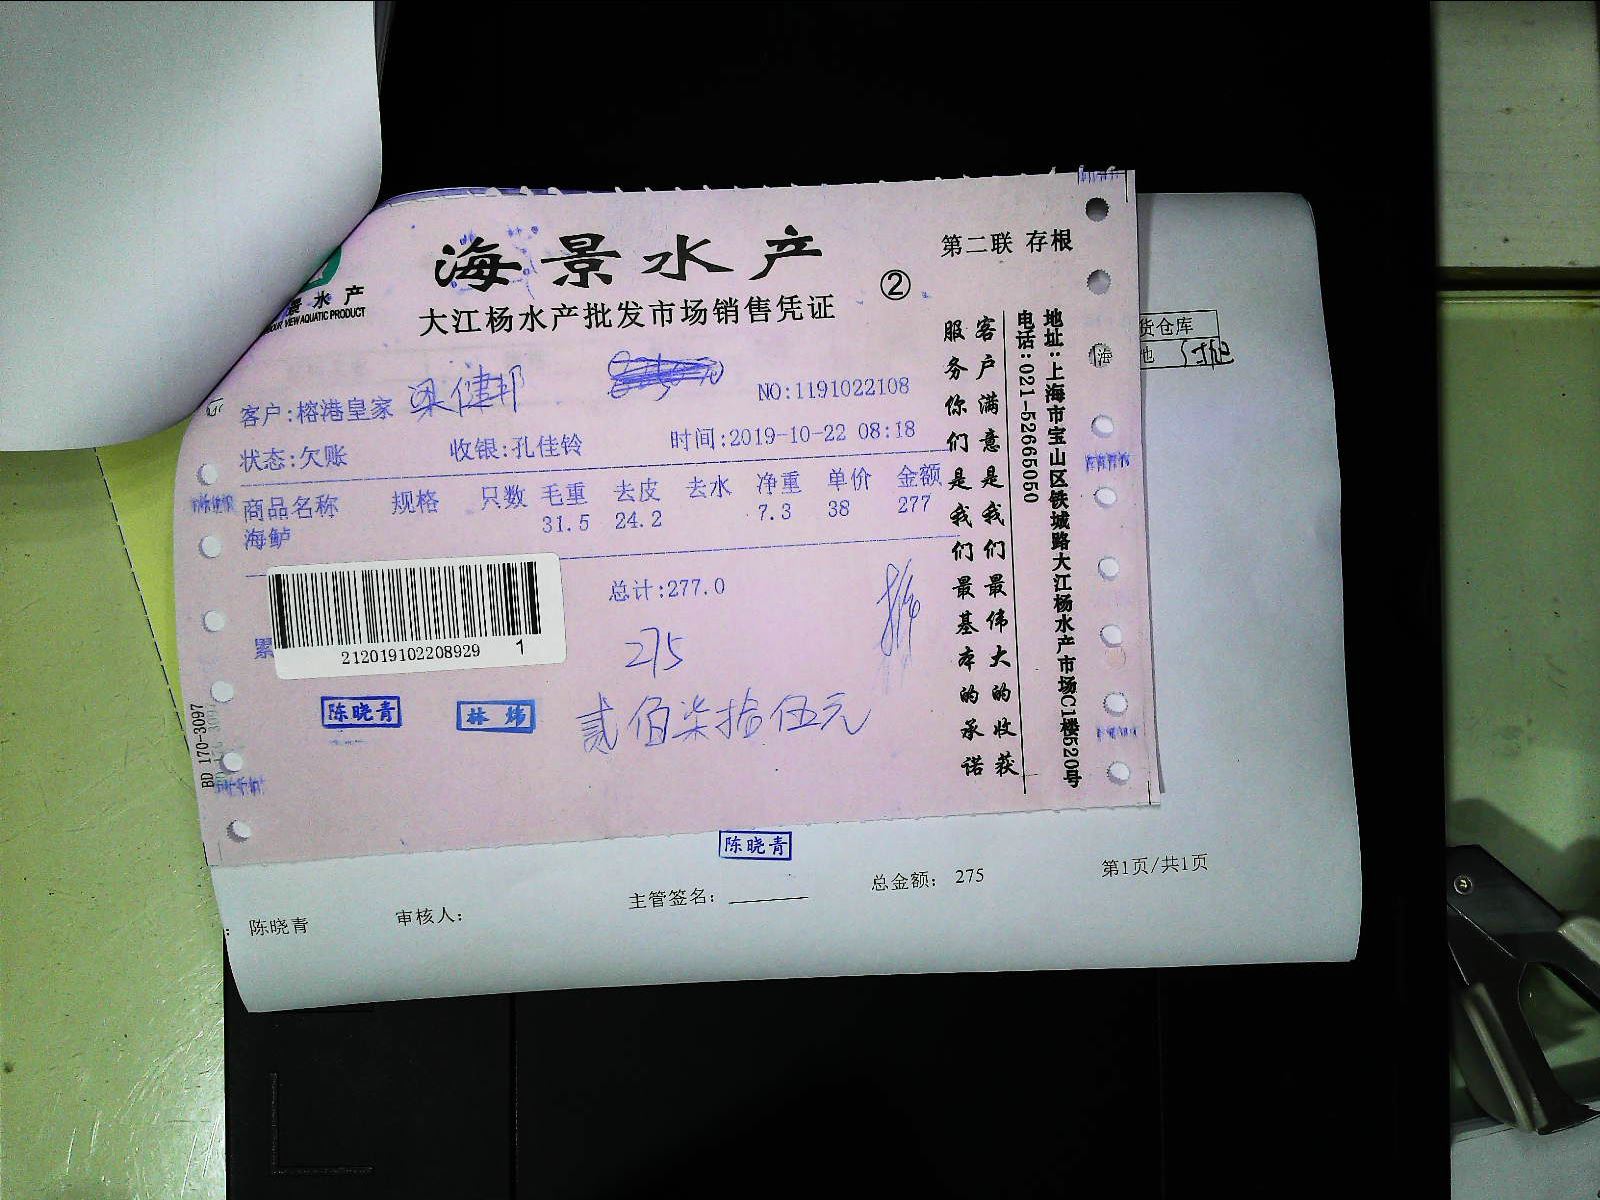 海景水产
大江杨水产批发市场销售凭证
②
第二联 存根
景水产
VIEW AQUATIC PRODUCT
客户:榕港皇家 梁健邦
NO:1191022108
状态:欠账 收银:孔佳铃 时间:2019-10-22 08:18
商品名称 规格 只数 毛重 去皮 去水 净重 单价 金额
海鲈 31.5 24.2 7.3 38 277
总计:277.0
累
212019102208929 1
275
陈晓青 林炜 贰佰柒拾伍元
BD 170-3097
客户满意是我们最伟大的收获
服务你们是我们最基本的承诺
地址:上海市宝山区铁城路大江杨水产市场C1楼520号
电话:021-52665050
货仓库
池
陈晓青
: 陈晓青 审核人: 主管签名: 总金额: 275 第1页/共1页